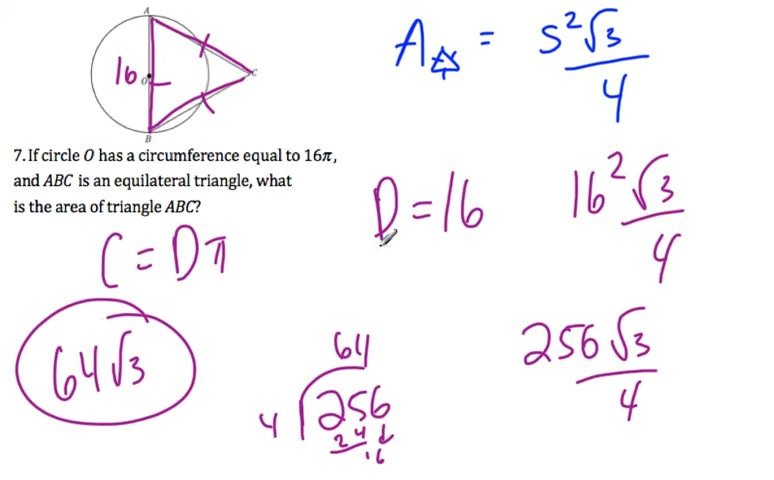 A
16
O
C
B
A = s²√3/4
7. If circle O has a circumference equal to 16π,
and ABC is an equilateral triangle, what
is the area of triangle ABC?
D = 16
16²√3/4
C = Dπ
64√3
64
4 256
24
16
256√3/4